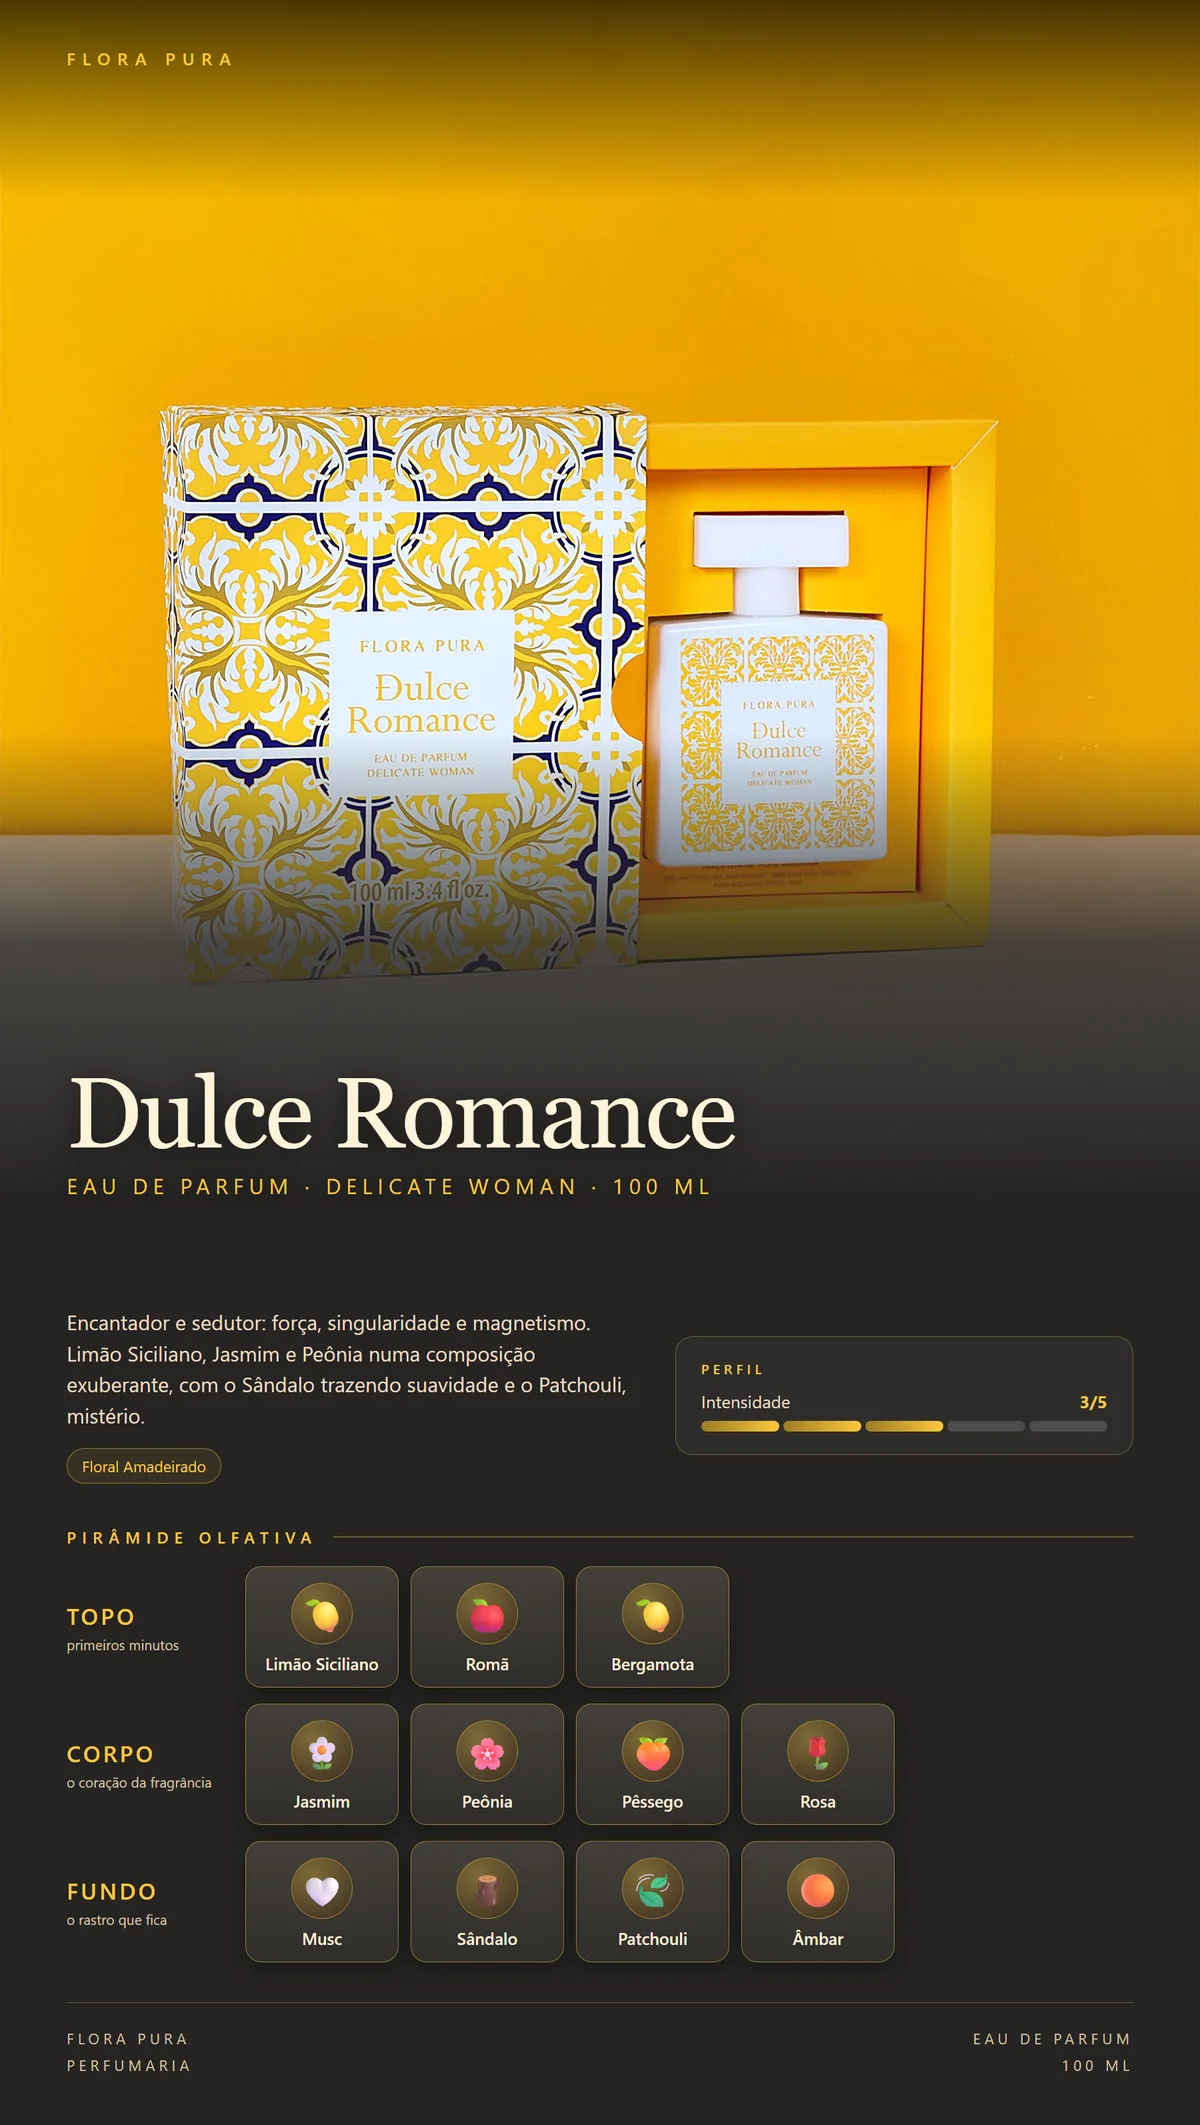 FLORA PURA
FLORA PURA
Dulce
Romance
EAU DE PARFUM
DELICATE WOMAN
100 ml 3.4 fl oz.
FLORA PURA
Dulce
Romance
EAU DE PARFUM
DELICATE WOMAN
Dulce Romance
EAU DE PARFUM · DELICATE WOMAN · 100 ML
Encantador e sedutor: força, singularidade e magnetismo.
Limão Siciliano, Jasmim e Peônia numa composição
exuberante, com o Sândalo trazendo suavidade e o Patchouli,
mistério.
Floral Amadeirado
PERFIL
Intensidade 3/5
PIRÂMIDE OLFATIVA
TOPO
primeiros minutos
Limão Siciliano
Romã
Bergamota
CORPO
o coração da fragrância
Jasmim
Peônia
Pêssego
Rosa
FUNDO
o rastro que fica
Musc
Sândalo
Patchouli
Âmbar
FLORA PURA
PERFUMARIA
EAU DE PARFUM
100 ML